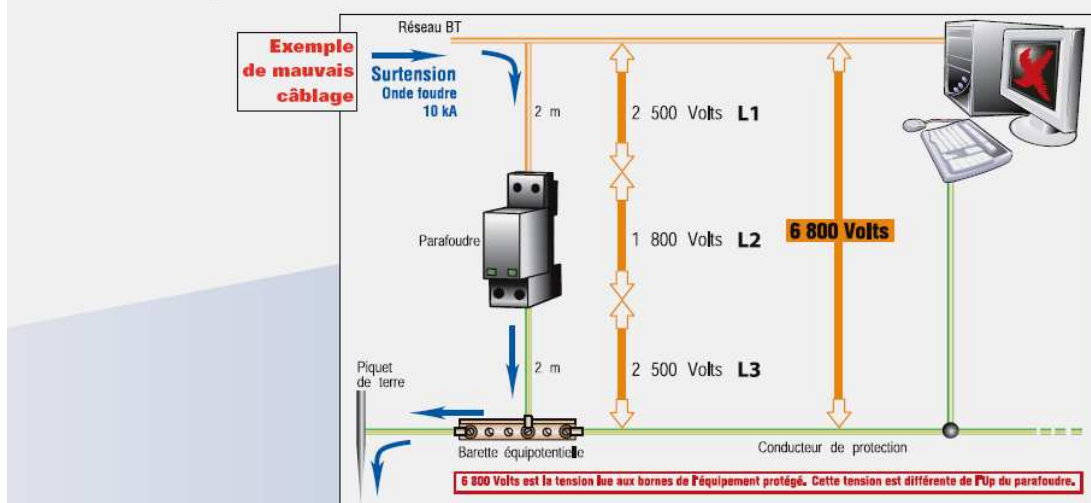 Réseau BT
Exemple
de mauvais
câblage
Surtension
Onde foudre
10 kA
2 m
2 500 Volts L1
Parafoudre
1 800 Volts L2
6 800 Volts
2 m
2 500 Volts L3
Piquet
de terre
Barette équipotentielle
Conducteur de protection
6 800 Volts est la tension lue aux bornes de l'équipement protégé. Cette tension est différente de l'Up du parafoudre.